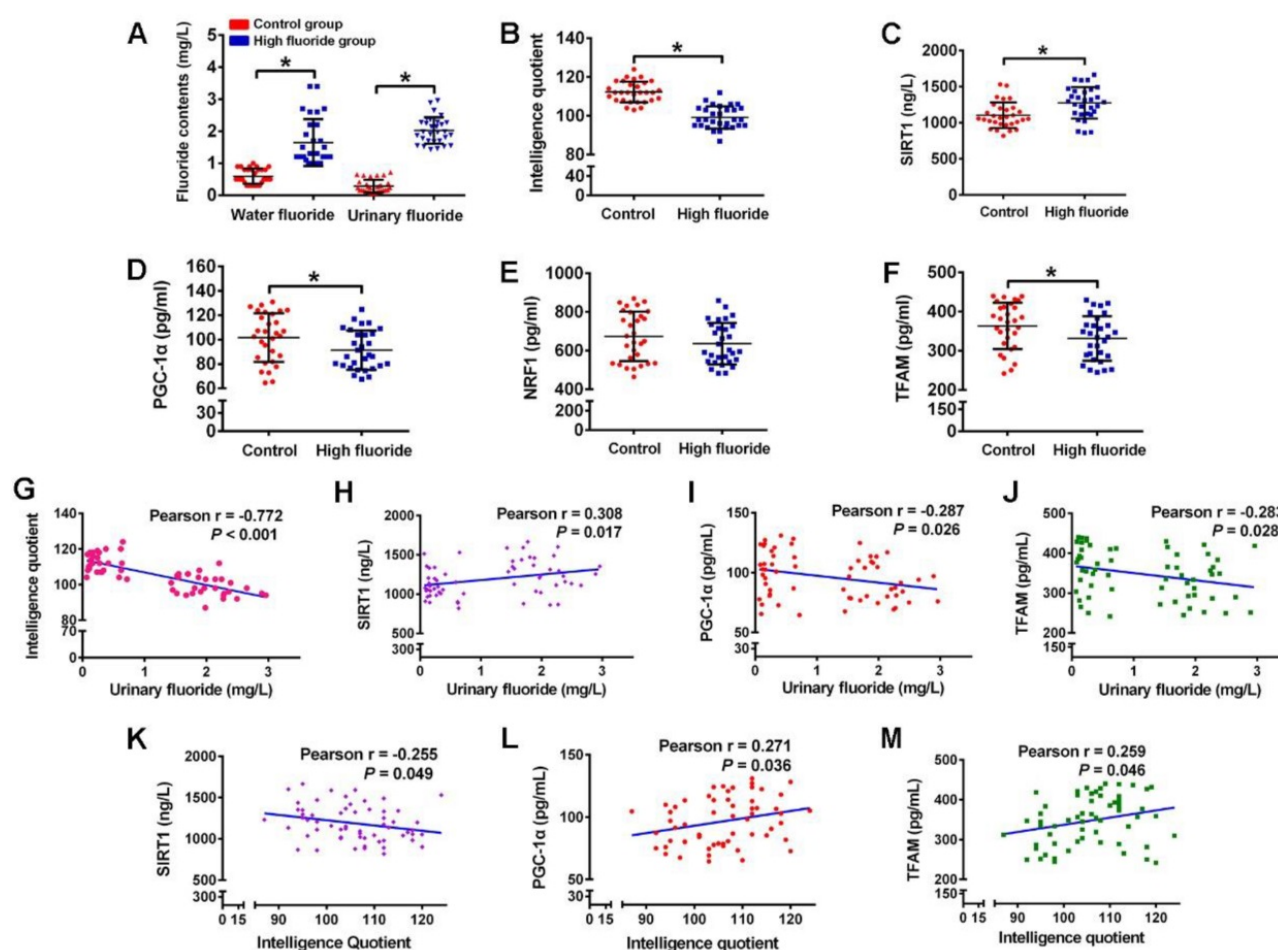 A
Control group
High fluoride group
Fluoride contents (mg/L)
5
4
3
2
1
0
*
*
Water fluoride Urinary fluoride
B
Intelligence quotient
140
120
100
80
40
0
*
Control High fluoride
C
SIRT1 (ng/L)
2000
1500
1000
500
0
*
Control High fluoride
D
PGC-1α (pg/ml)
160
140
120
100
80
60
30
0
*
Control High fluoride
E
NRF1 (pg/ml)
1000
800
600
400
200
0
Control High fluoride
F
TFAM (pg/ml)
500
400
300
200
150
0
*
Control High fluoride
G
Pearson r = -0.772
P < 0.001
Intelligence quotient
140
120
100
80
70
0
0 1 2 3
Urinary fluoride (mg/L)
H
Pearson r = 0.308
P = 0.017
SIRT1 (ng/L)
2000
1500
1000
500
300
0
0 1 2 3
Urinary fluoride (mg/L)
I
Pearson r = -0.287
P = 0.026
PGC-1α (pg/mL)
150
100
50
30
0
0 1 2 3
Urinary fluoride (mg/L)
J
Pearson r = -0.283
P = 0.028
TFAM (pg/mL)
500
400
300
200
150
0
0 1 2 3
Urinary fluoride (mg/L)
K
Pearson r = -0.255
P = 0.049
SIRT1 (ng/L)
2000
1500
1000
500
300
0
0 15 90 100 110 120
Intelligence Quotient
L
Pearson r = 0.271
P = 0.036
PGC-1α (pg/mL)
150
100
50
30
0
0 15 90 100 110 120
Intelligence quotient
M
Pearson r = 0.259
P = 0.046
TFAM (pg/mL)
500
400
300
200
150
0
0 15 90 100 110 120
Intelligence quotient